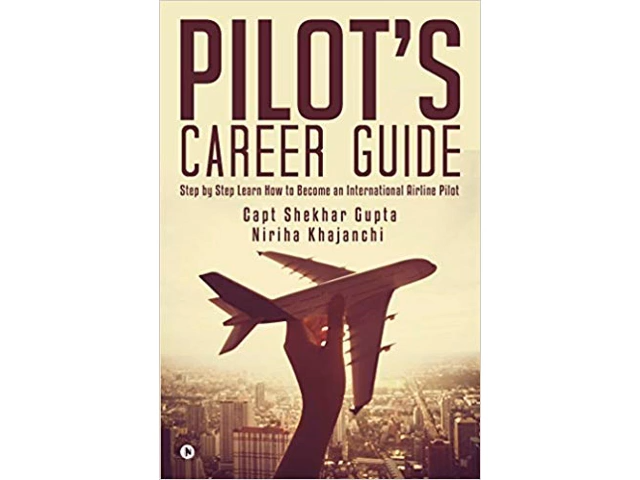 PILOT'S
CAREER GUIDE
Step by Step Learn How to Become an International Airline Pilot
Capt Shekhar Gupta
Niriha Khajanchi
N